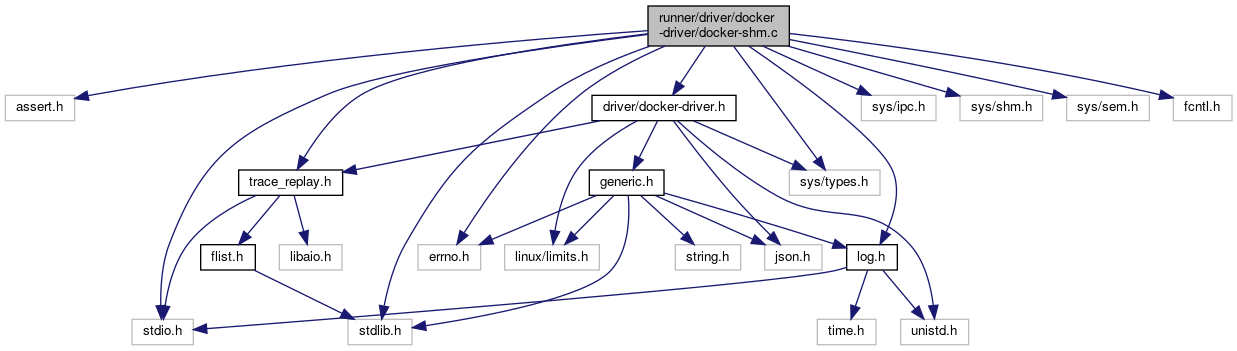 runner/driver/docker
-driver/docker-shm.c
assert.h
driver/docker-driver.h
sys/ipc.h
sys/shm.h
sys/sem.h
fcntl.h
trace_replay.h
generic.h
sys/types.h
flist.h
libaio.h
errno.h
linux/limits.h
string.h
json.h
log.h
stdio.h
stdlib.h
time.h
unistd.h